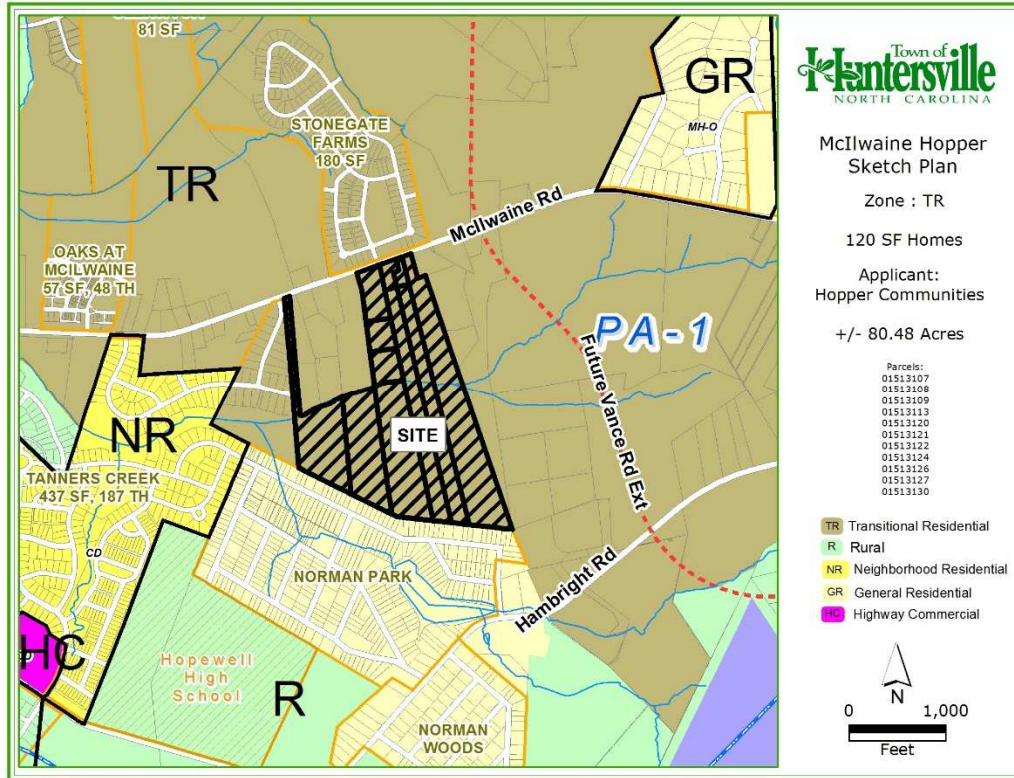 81 SF
STONEGATE
FARMS
180 SF
TR
GR
MH-O
McIlwaine Rd
OAKS AT
MCILWAINE
57 SF, 48 TH
PA-1
Future Vance Rd Ext
SITE
NR
TANNERS CREEK
437 SF, 187 TH
CD
NORMAN PARK
Hambright Rd
HC
Hopewell
High
School
R
NORMAN
WOODS
Town of
Huntersville
NORTH CAROLINA
McIlwaine Hopper
Sketch Plan
Zone : TR
120 SF Homes
Applicant:
Hopper Communities
+/- 80.48 Acres
Parcels:
01513107
01513108
01513109
01513113
01513120
01513121
01513122
01513124
01513126
01513127
01513130
TR Transitional Residential
R Rural
NR Neighborhood Residential
GR General Residential
HC Highway Commercial
N
0 1,000
Feet